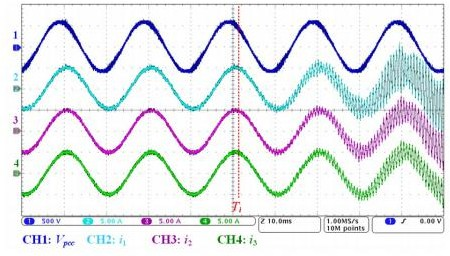 1
2
3
4
T₁
1 500 V 2 5.00 A 3 5.00 A 4 5.00 A Z 10.0ms 1.00MS/s 1 ʃ 0.00 V
10M points
CH1: Vpcc CH2: i₁ CH3: i₂ CH4: i₃